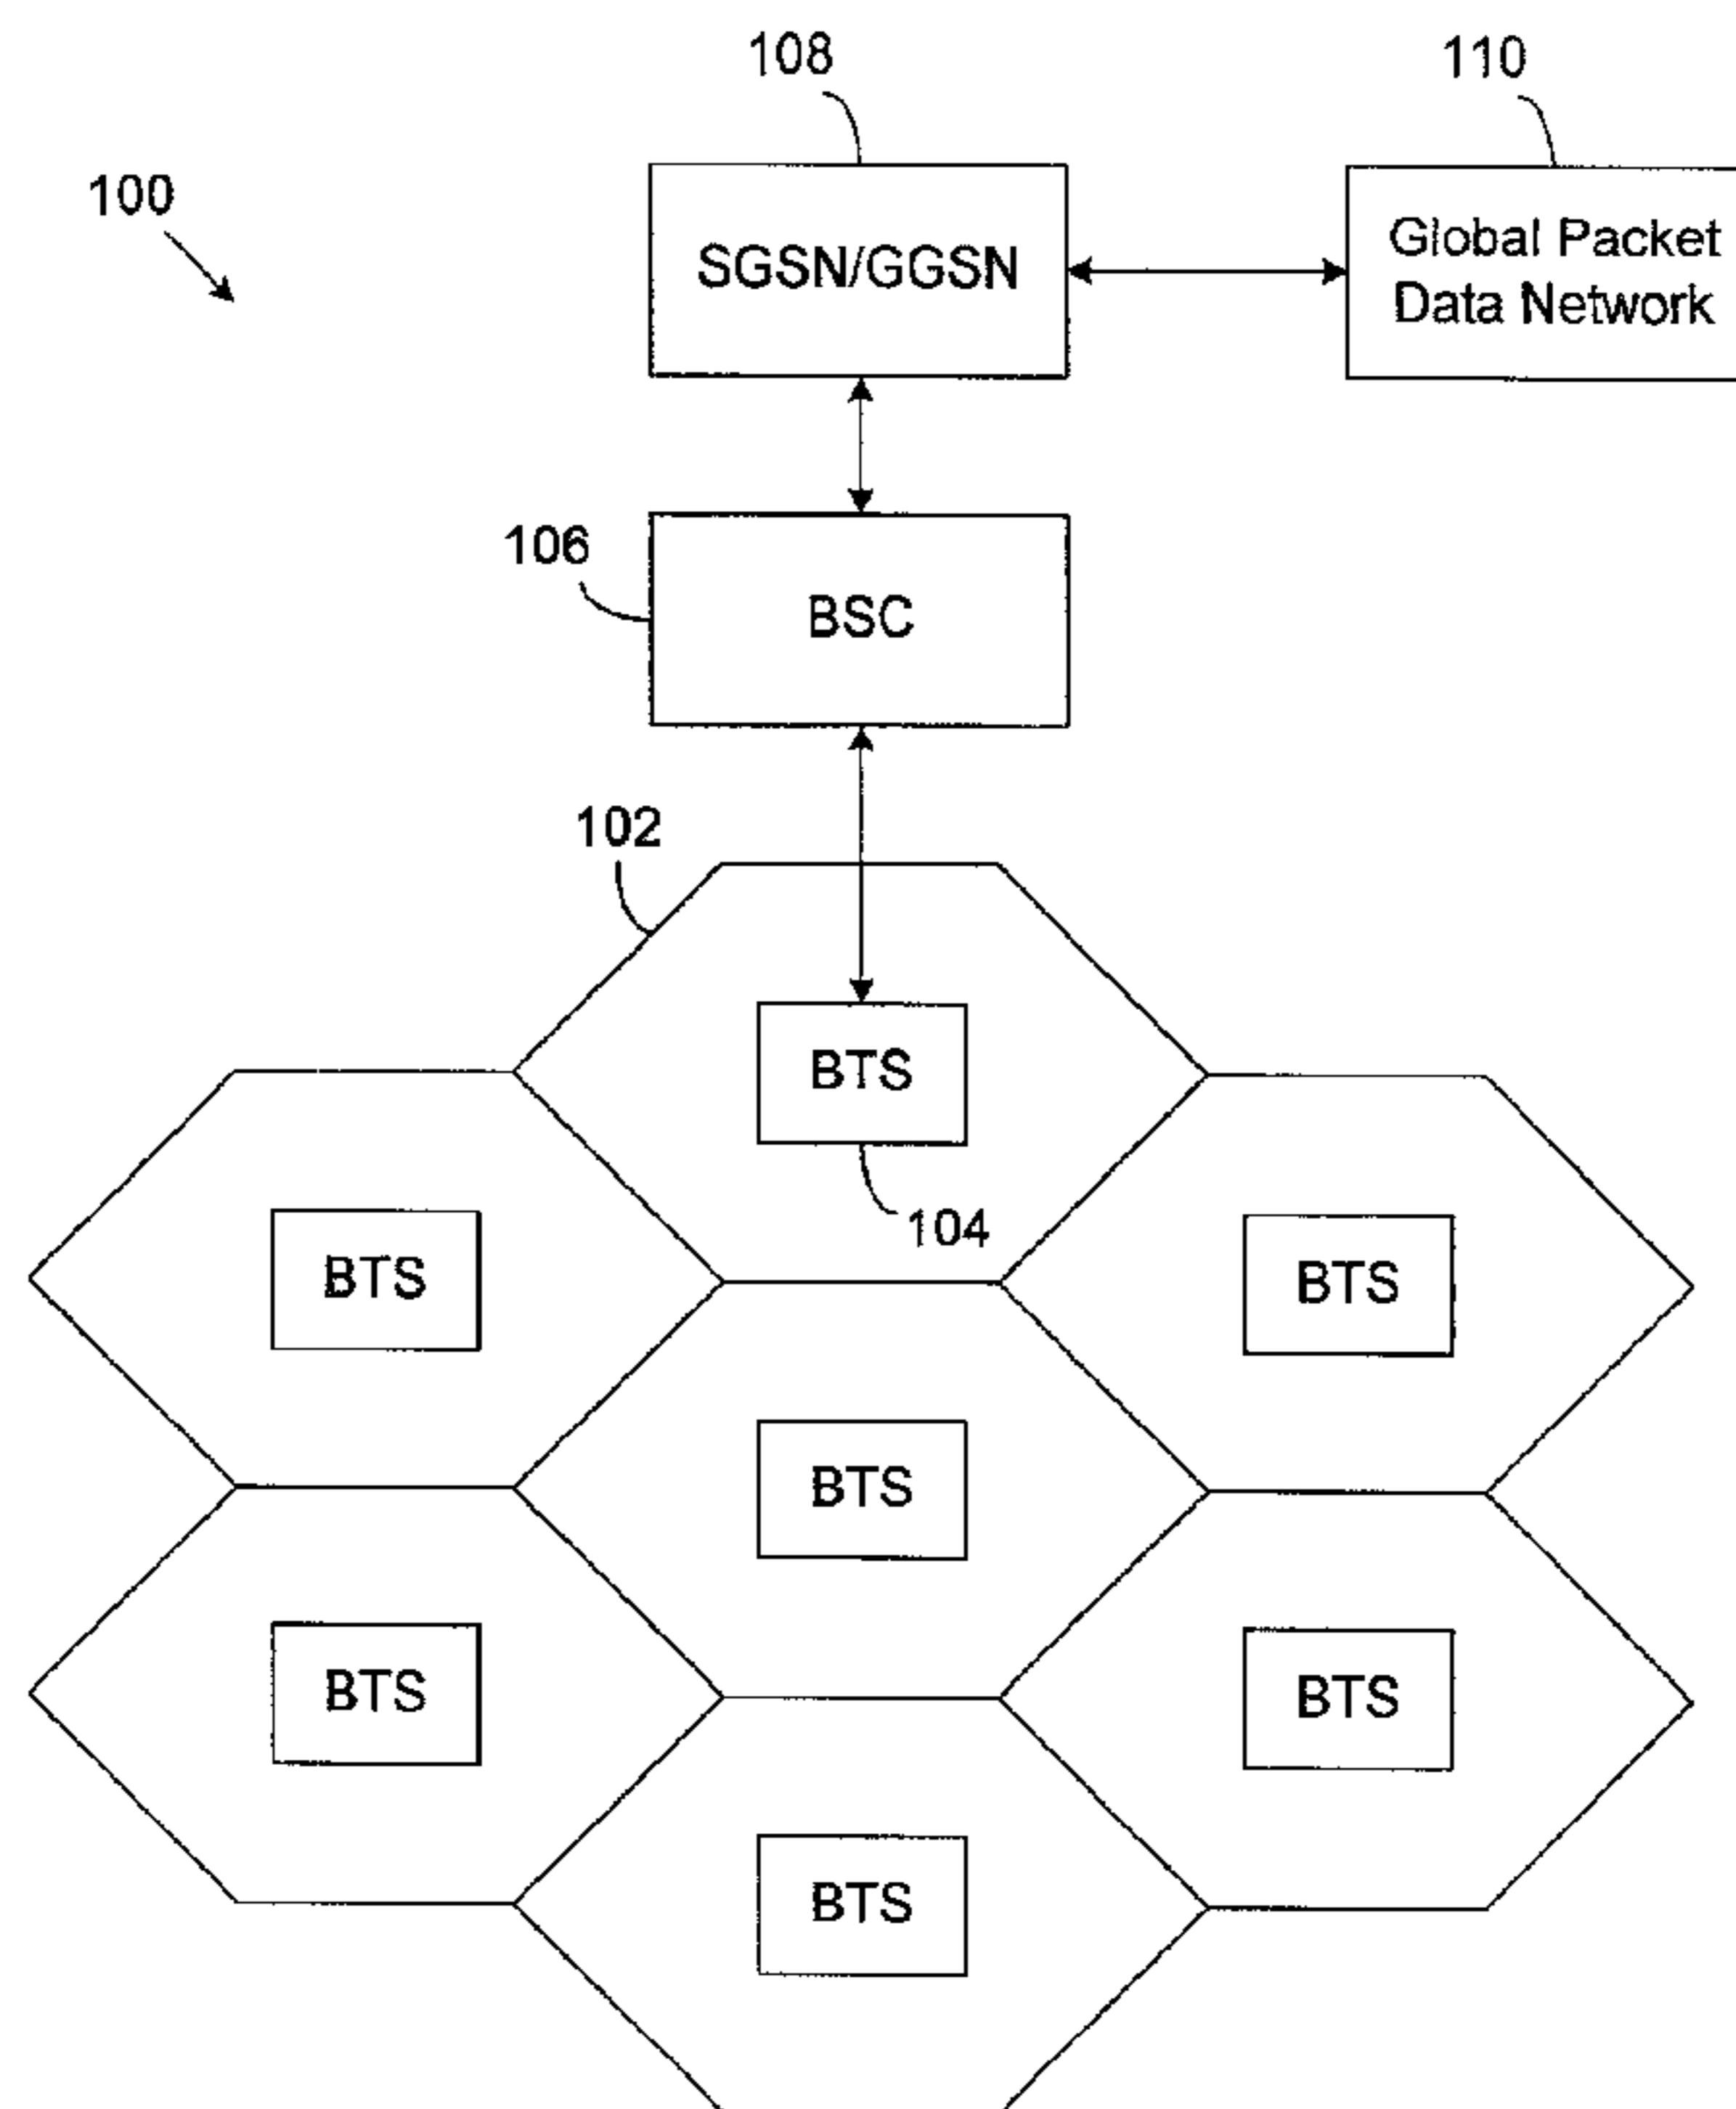 108
110
100
SGSN/GGSN
Global Packet
Data Network
106
BSC
102
BTS
104
BTS
BTS
BTS
BTS
BTS
BTS